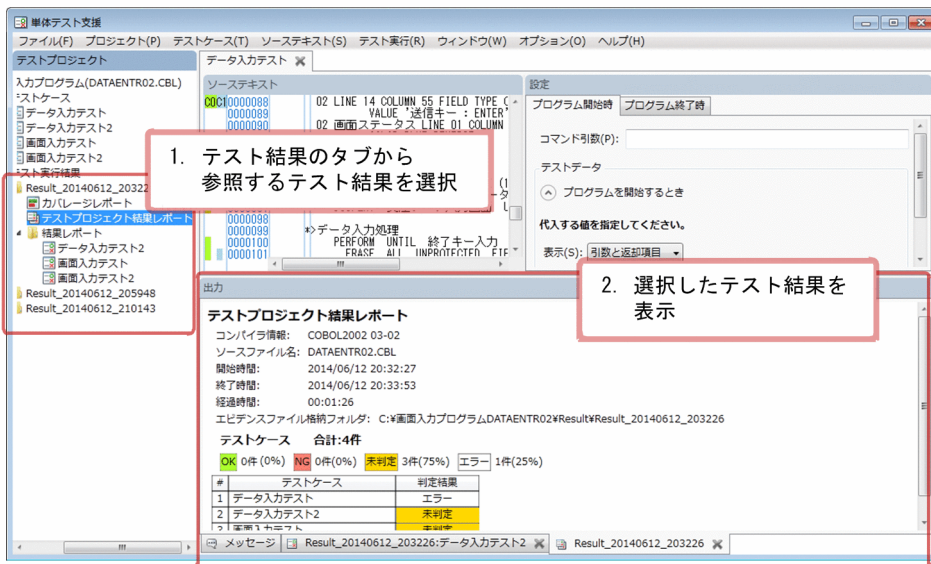 単体テスト支援
ファイル(F) プロジェクト(P) テストケース(T) ソーステキスト(S) テスト実行(R) ウィンドウ(W) オプション(O) ヘルプ(H)
テストプロジェクト
入力プログラム(DATAENTR02.CBL)
ストケース
データ入力テスト
データ入力テスト2
画面入力テスト
画面入力テスト2
スト実行結果
Result_20140612_20322
カバレージレポート
テストプロジェクト結果レポート
結果レポート
データ入力テスト2
画面入力テスト
画面入力テスト2
Result_20140612_205948
Result_20140612_210143
データ入力テスト
ソーステキスト
C0C1 0000088 02 LINE 14 COLUMN 55 FIELD TYPE
0000089 VALUE '送信キー : ENTER'
0000090 02 画面ステータス LINE 01 COLUMN
0000098
0000099 *>データ入力処理
0000100 PERFORM UNTIL 終了キー入力
0000101 ERASE ALL UNPROTECTED
1. テスト結果のタブから
参照するテスト結果を選択
設定
プログラム開始時 プログラム終了時
コマンド引数(P):
テストデータ
プログラムを開始するとき
代入する値を指定してください。
表示(S): 引数と返却項目
2. 選択したテスト結果を
表示
出力
テストプロジェクト結果レポート
コンパイラ情報: COBOL2002 03-02
ソースファイル名: DATAENTR02.CBL
開始時間: 2014/06/12 20:32:27
終了時間: 2014/06/12 20:33:53
経過時間: 00:01:26
エビデンスファイル格納フォルダ: C:¥画面入力プログラムDATAENTR02¥Result¥Result_20140612_203226
テストケース 合計:4件
OK 0件(0%) NG 0件(0%) 未判定 3件(75%) エラー 1件(25%)
# テストケース 判定結果
1 データ入力テスト エラー
2 データ入力テスト2 未判定
3 画面入力テスト 未判定
メッセージ Result_20140612_203226:データ入力テスト2 Result_20140612_203226